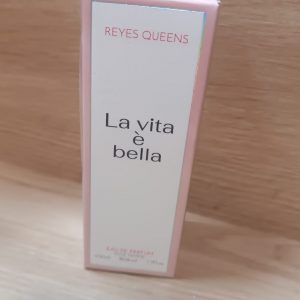 REYES QUEENS
La vita
è
bella
EAU DE PARFUM